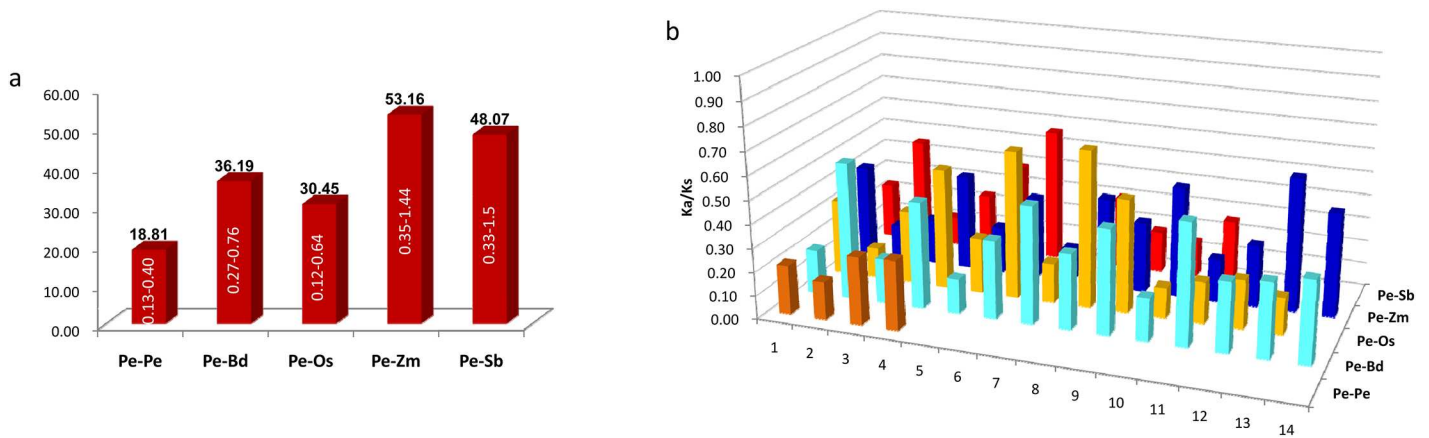 a
60.00
50.00
40.00
30.00
20.00
10.00
0.00
18.81
36.19
30.45
53.16
48.07
0.13-0.40
0.27-0.76
0.12-0.64
0.35-1.44
0.33-1.5
Pe-Pe Pe-Bd Pe-Os Pe-Zm Pe-Sb
b
Ka/Ks
1.00
0.90
0.80
0.70
0.60
0.50
0.40
0.30
0.20
0.10
0.00
1 2 3 4 5 6 7 8 9 10 11 12 13 14
Pe-Sb
Pe-Zm
Pe-Os
Pe-Bd
Pe-Pe